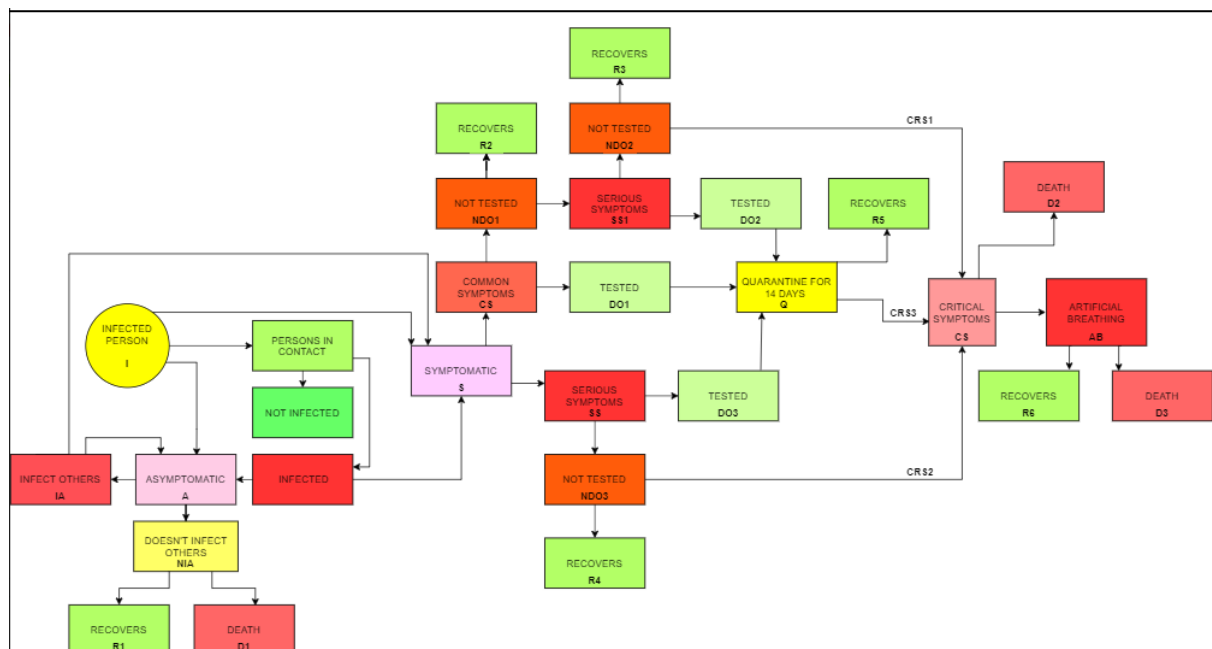 RECOVERS
R3
RECOVERS
R2
NOT TESTED
NDO2
CRS1
DEATH
D2
NOT TESTED
NDO1
SERIOUS
SYMPTOMS
SS1
TESTED
DO2
RECOVERS
R5
COMMON
SYMPTOMS
CS
TESTED
DO1
QUARANTINE FOR
14 DAYS
Q
CRS3
CRITICAL
SYMPTOMS
CS
ARTIFICIAL
BREATHING
AB
INFECTED
PERSON
I
PERSONS IN
CONTACT
SYMPTOMATIC
S
SERIOUS
SYMPTOMS
SS
TESTED
DO3
RECOVERS
R6
DEATH
D3
NOT INFECTED
INFECT OTHERS
IA
ASYMPTOMATIC
A
INFECTED
NOT TESTED
NDO3
CRS2
DOESN'T INFECT
OTHERS
NIA
RECOVERS
R4
RECOVERS
R1
DEATH
D1